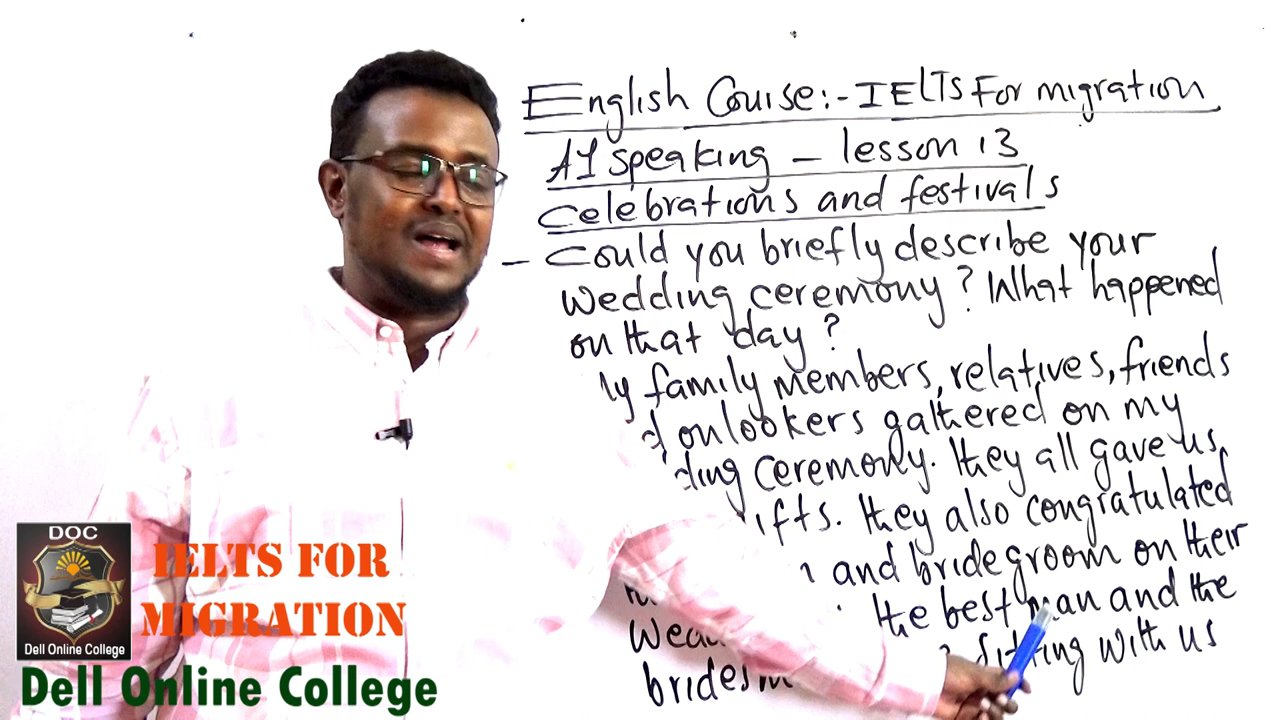 English Course:- IELTS For migration
A1 speaking - lesson 13
Celebrations and festivals
- Could you briefly describe your
wedding ceremony? What happened
on that day?
family members, relatives, friends
onlookers gathered on my
ceremony. They all gave us
They also congratulated
and bridegroom on their
the best man and the
sitting with us
DOC
Dell Online College
IELTS FOR
MIGRATION
Dell Online College